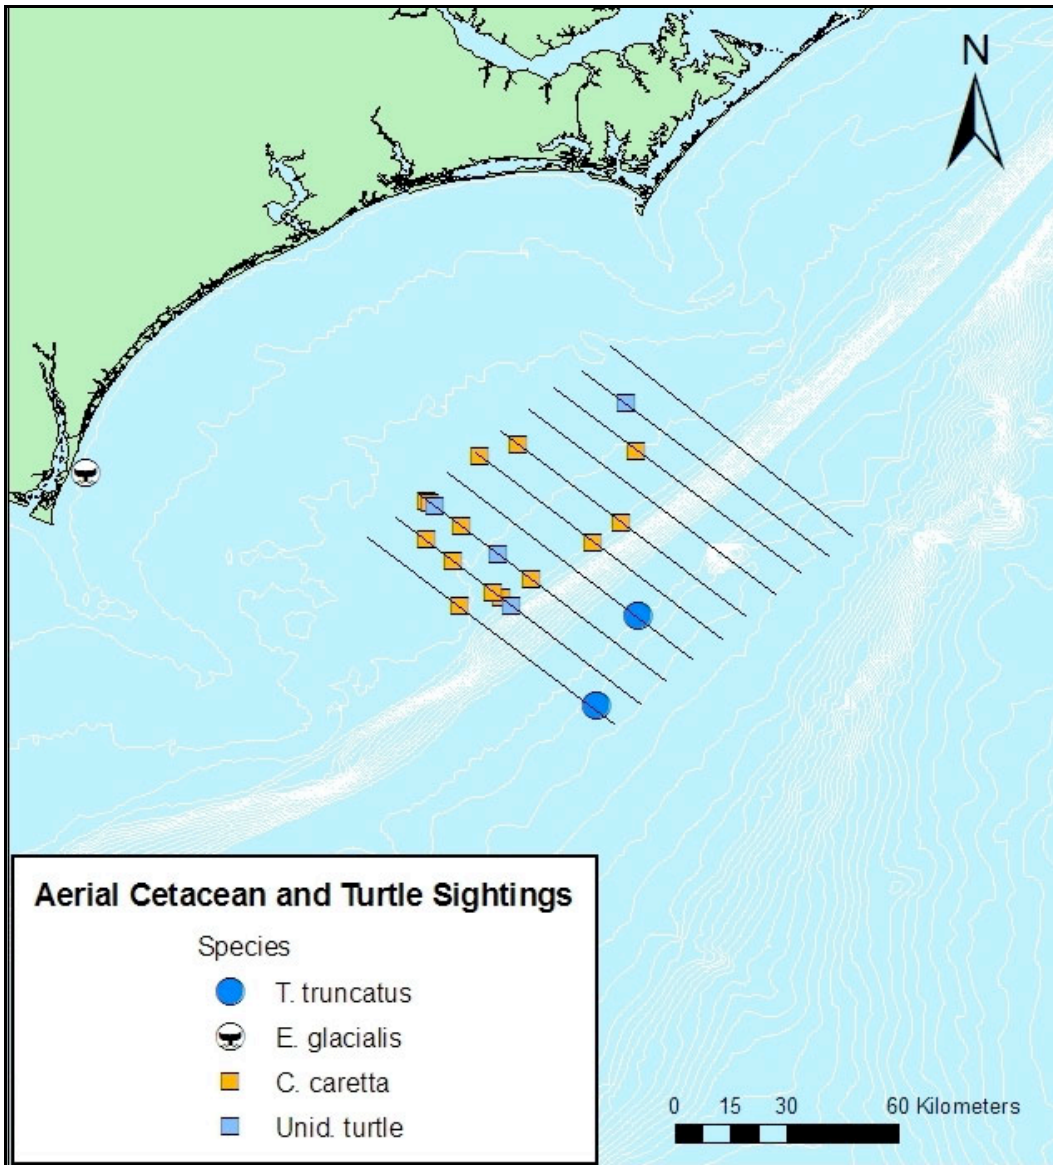 N
Aerial Cetacean and Turtle Sightings
Species
T. truncatus
E. glacialis
C. caretta
Unid. turtle
0 15 30 60 Kilometers